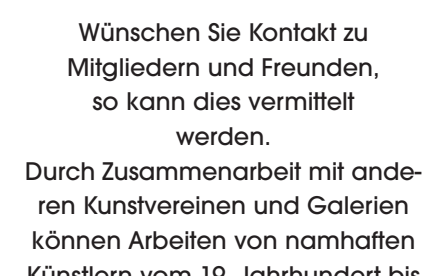 Wünschen Sie Kontakt zu
Mitgliedern und Freunden,
so kann dies vermittelt
werden.
Durch Zusammenarbeit mit ande-
ren Kunstvereinen und Galerien
können Arbeiten von namhaften
Künstlern vom 19. Jahrhundert bis